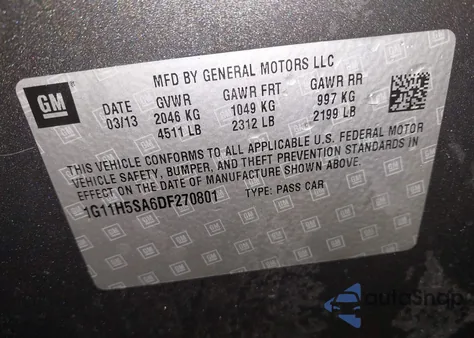 GM
MFD BY GENERAL MOTORS LLC
DATE GVWR GAWR FRT GAWR RR
03/13 2046 KG 1049 KG 997 KG
4511 LB 2312 LB 2199 LB
THIS VEHICLE CONFORMS TO ALL APPLICABLE U.S. FEDERAL MOTOR
VEHICLE SAFETY, BUMPER, AND THEFT PREVENTION STANDARDS IN
EFFECT ON THE DATE OF MANUFACTURE SHOWN ABOVE.
1G11H5SA6DF270801 TYPE: PASS CAR
autoSnap